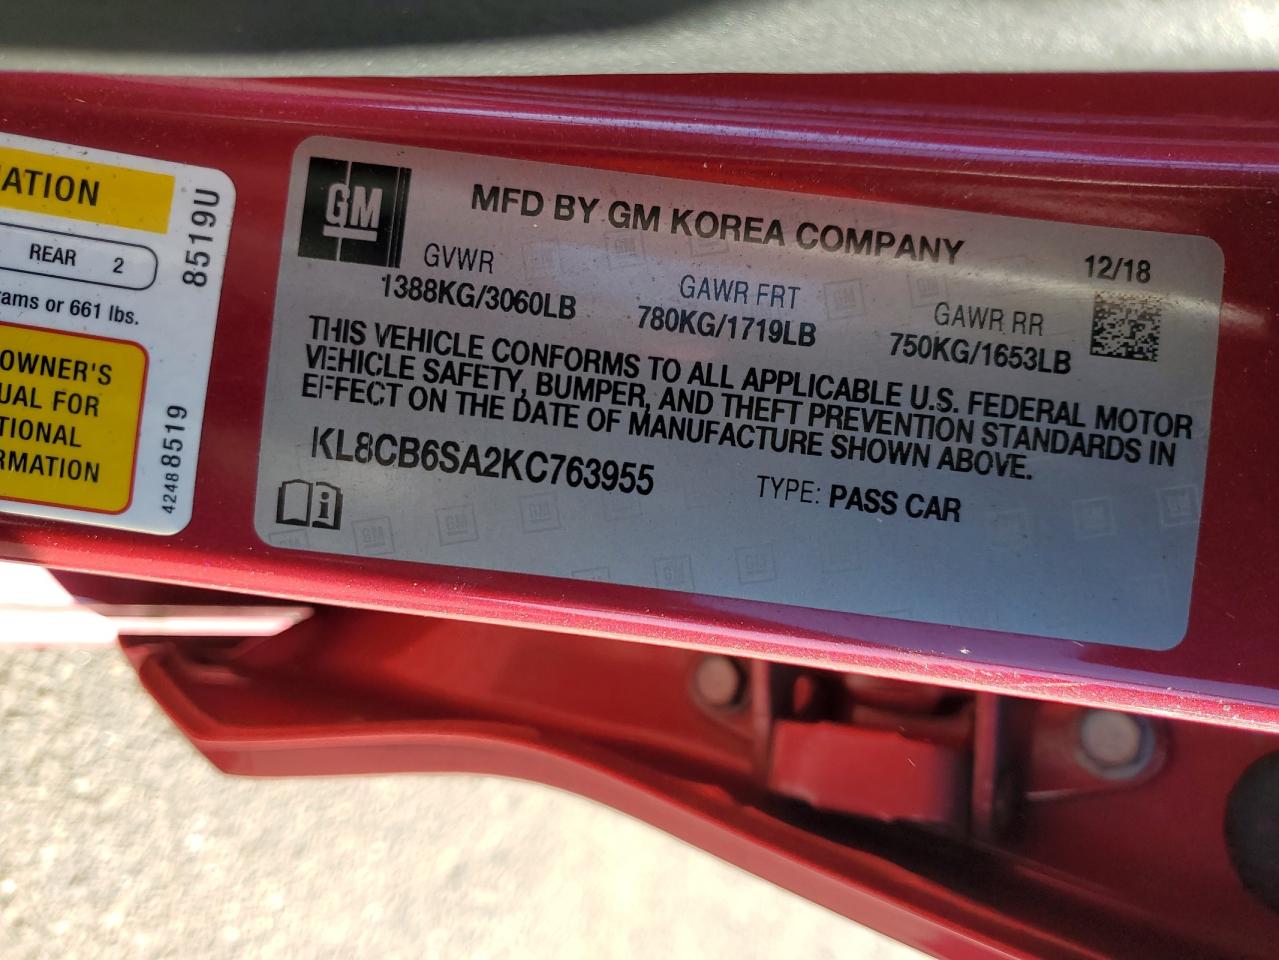 ATION
REAR 2
rams or 661 lbs.
OWNER'S
UAL FOR
TIONAL
RMATION
8519U
42488519
GM
MFD BY GM KOREA COMPANY
12/18
GVWR
1388KG/3060LB
GAWR FRT
780KG/1719LB
GAWR RR
750KG/1653LB
THIS VEHICLE CONFORMS TO ALL APPLICABLE U.S. FEDERAL MOTOR
VEHICLE SAFETY, BUMPER, AND THEFT PREVENTION STANDARDS IN
EFFECT ON THE DATE OF MANUFACTURE SHOWN ABOVE.
KL8CB6SA2KC763955
TYPE: PASS CAR
i